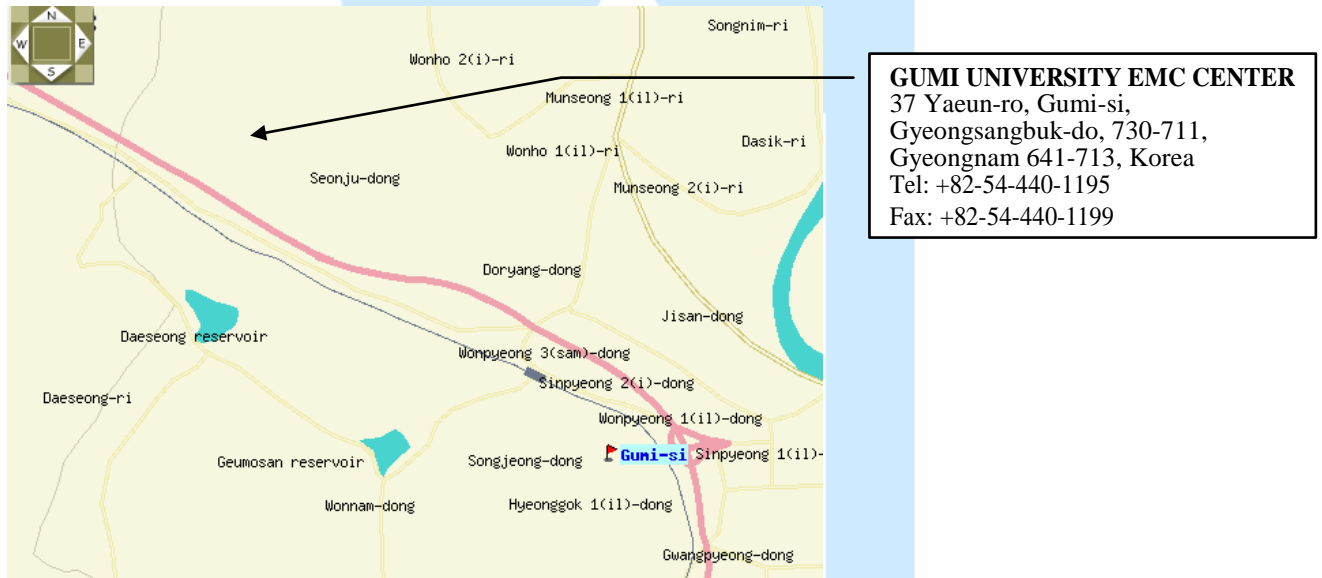 N
W E
S
Songnim-ri
Wonho 2(i)-ri
Munseong 1(il)-ri
Dasik-ri
Wonho 1(il)-ri
Seonju-dong
Munseong 2(i)-ri
Doryang-dong
Jisan-dong
Daeseong reservoir
Wonpyeong 3(sam)-dong
Sinpyeong 2(i)-dong
Daeseong-ri
Wonpyeong 1(il)-dong
Gumi-si
Sinpyeong 1(il)-
Geumosan reservoir
Songjeong-dong
Wonnam-dong
Hyeonggok 1(il)-dong
Gwangpyeong-dong
GUMI UNIVERSITY EMC CENTER
37 Yaeun-ro, Gumi-si,
Gyeongsangbuk-do, 730-711,
Gyeongnam 641-713, Korea
Tel: +82-54-440-1195
Fax: +82-54-440-1199